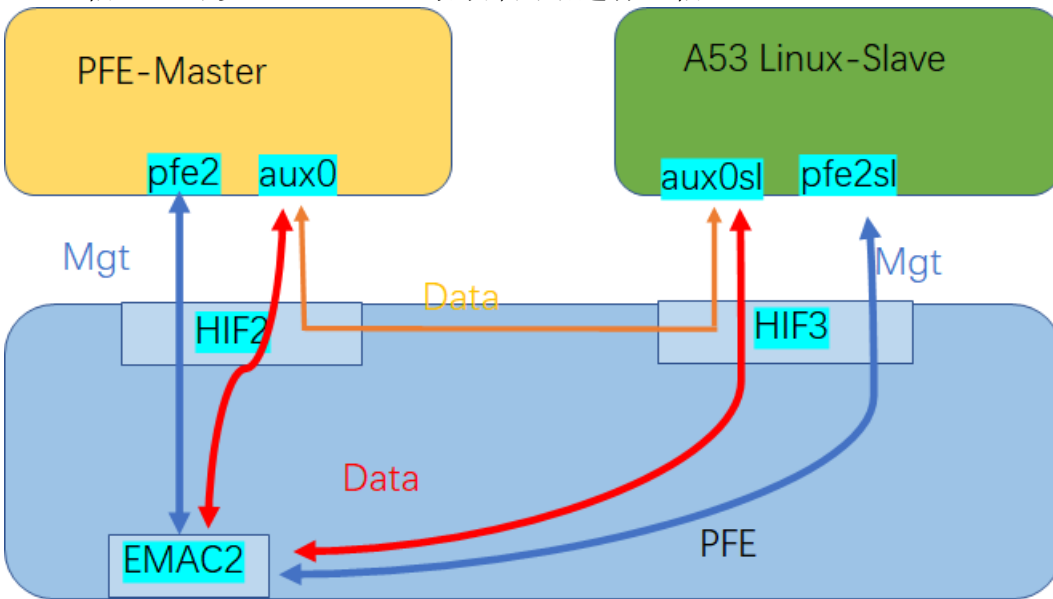 PFE-Master
A53 Linux-Slave
pfe2
aux0
aux0sl
pfe2sl
Mgt
Mgt
Data
HIF2
HIF3
Data
PFE
EMAC2